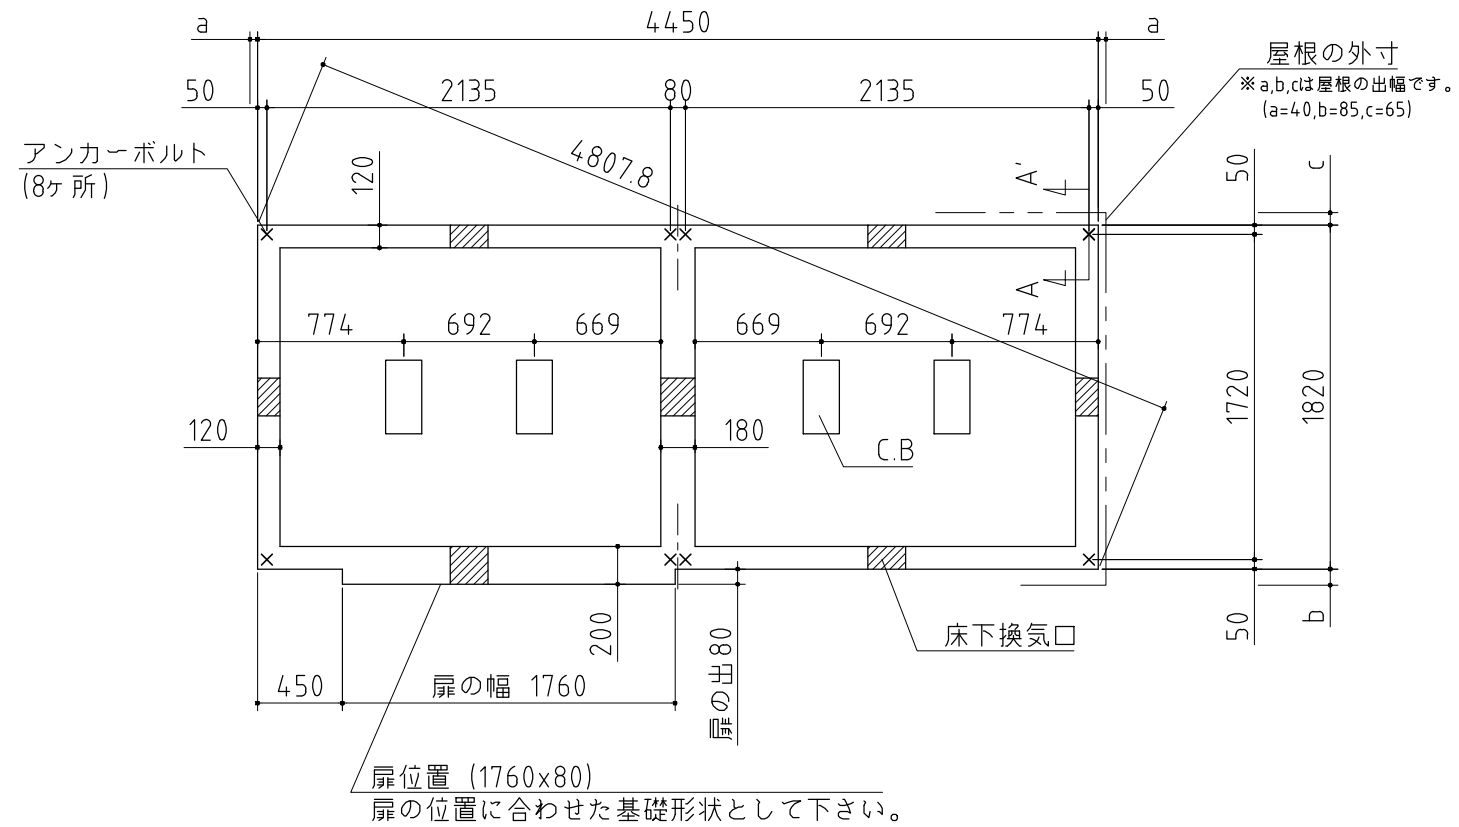 a
4450
a
屋根の外寸
※a,b,cは屋根の出幅です。
(a=40,b=85,c=65)
50
2135
80
2135
50
アンカーボルト
(8ヶ所)
120
4807.8
A'
50
c
A
774
692
669
669
692
774
1720
1820
120
180
C.B
200
扉の出80
床下換気口
50
b
450
扉の幅 1760
扉位置 (1760x80)
扉の位置に合わせた基礎形状として下さい。